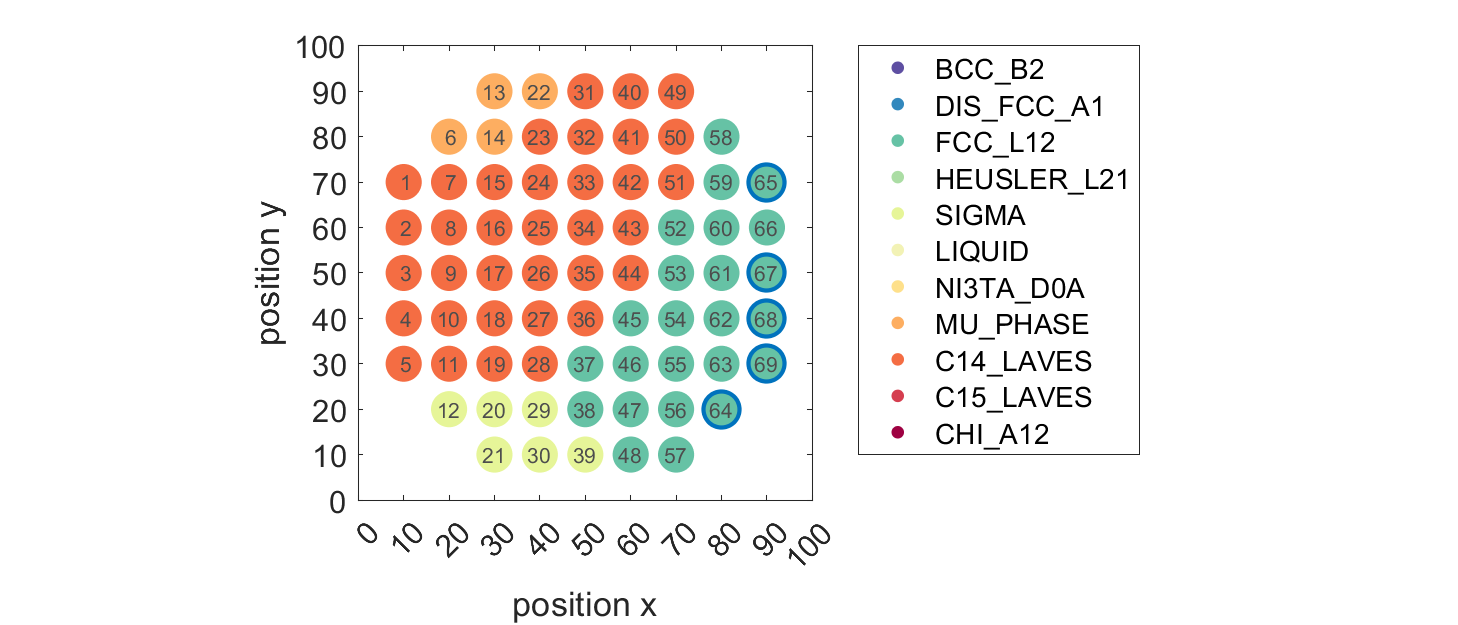 100
90 13 22 31 40 49
80 6 14 23 32 41 50 58
70 1 7 15 24 33 42 51 59 65
60 2 8 16 25 34 43 52 60 66
50 3 9 17 26 35 44 53 61 67
40 4 10 18 27 36 45 54 62 68
30 5 11 19 28 37 46 55 63 69
20 12 20 29 38 47 56 64
10 21 30 39 48 57
0
position y
0 10 20 30 40 50 60 70 80 90 100
position x
BCC_B2
DIS_FCC_A1
FCC_L12
HEUSLER_L21
SIGMA
LIQUID
NI3TA_D0A
MU_PHASE
C14_LAVES
C15_LAVES
CHI_A12